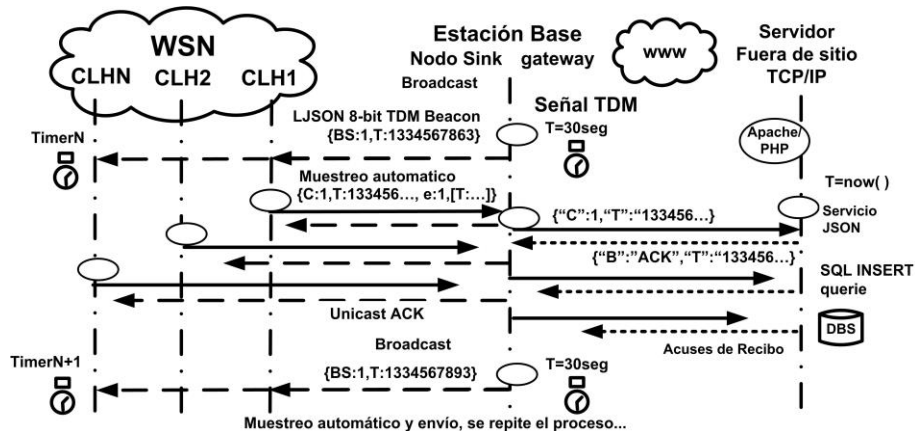 WSN
CLHN CLH2 CLH1
Estación Base
Nodo Sink gateway
Broadcast
www
Servidor
Fuera de sitio
TCP/IP
Señal TDM
LJSON 8-bit TDM Beacon
{BS:1,T:1334567863}
TimerN
T=30seg
Apache/
PHP
Muestreo automatico
{C:1,T:133456..., e:1,[T:...]}
T=now( )
{“C”:1,“T”:“133456...}
Servicio
JSON
{“B”:”ACK”,“T”:“133456...}
SQL INSERT
querie
Unicast ACK
DBS
Acuses de Recibo
TimerN+1
Broadcast
{BS:1,T:1334567893}
T=30seg
Muestreo automático y envío, se repite el proceso...